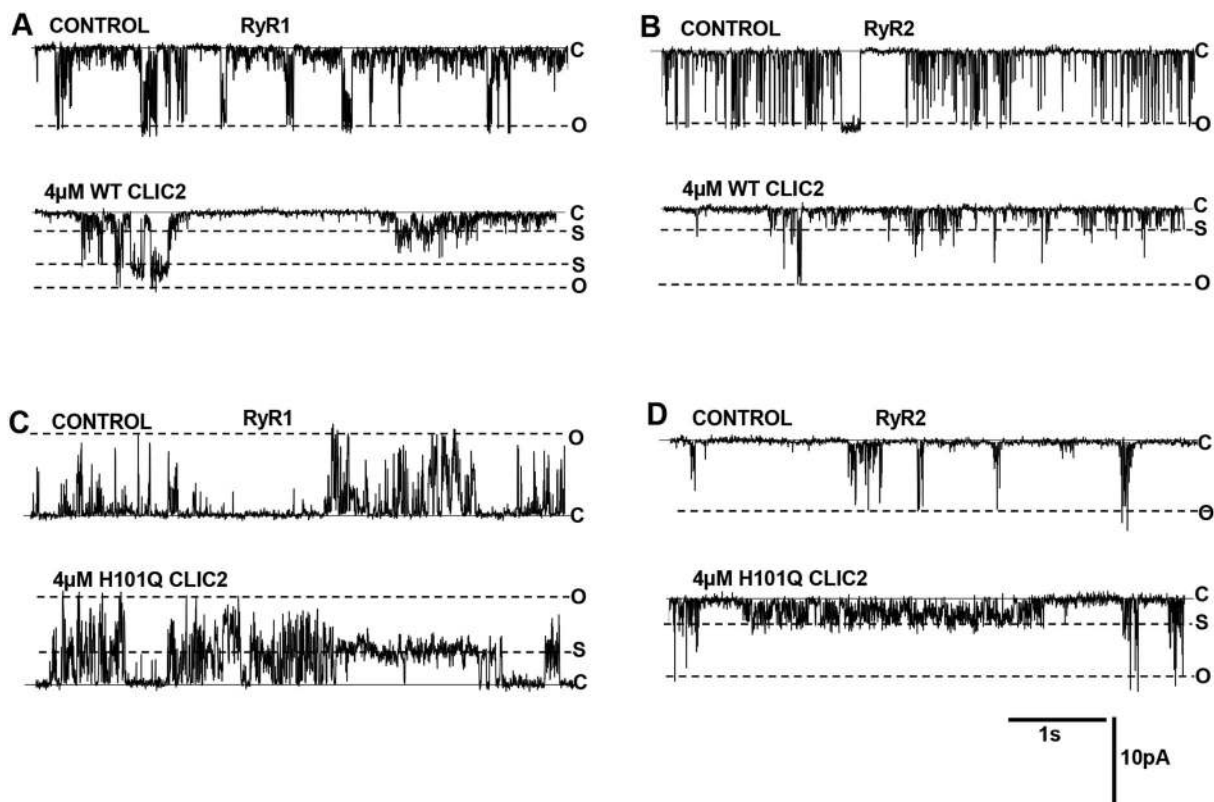 A CONTROL RyR1
C
O
4µM WT CLIC2
C
S
S
O
B CONTROL RyR2
C
O
4µM WT CLIC2
C
S
O
C CONTROL RyR1
O
C
4µM H101Q CLIC2
O
S
C
D CONTROL RyR2
C
O
4µM H101Q CLIC2
C
S
O
1s
10pA